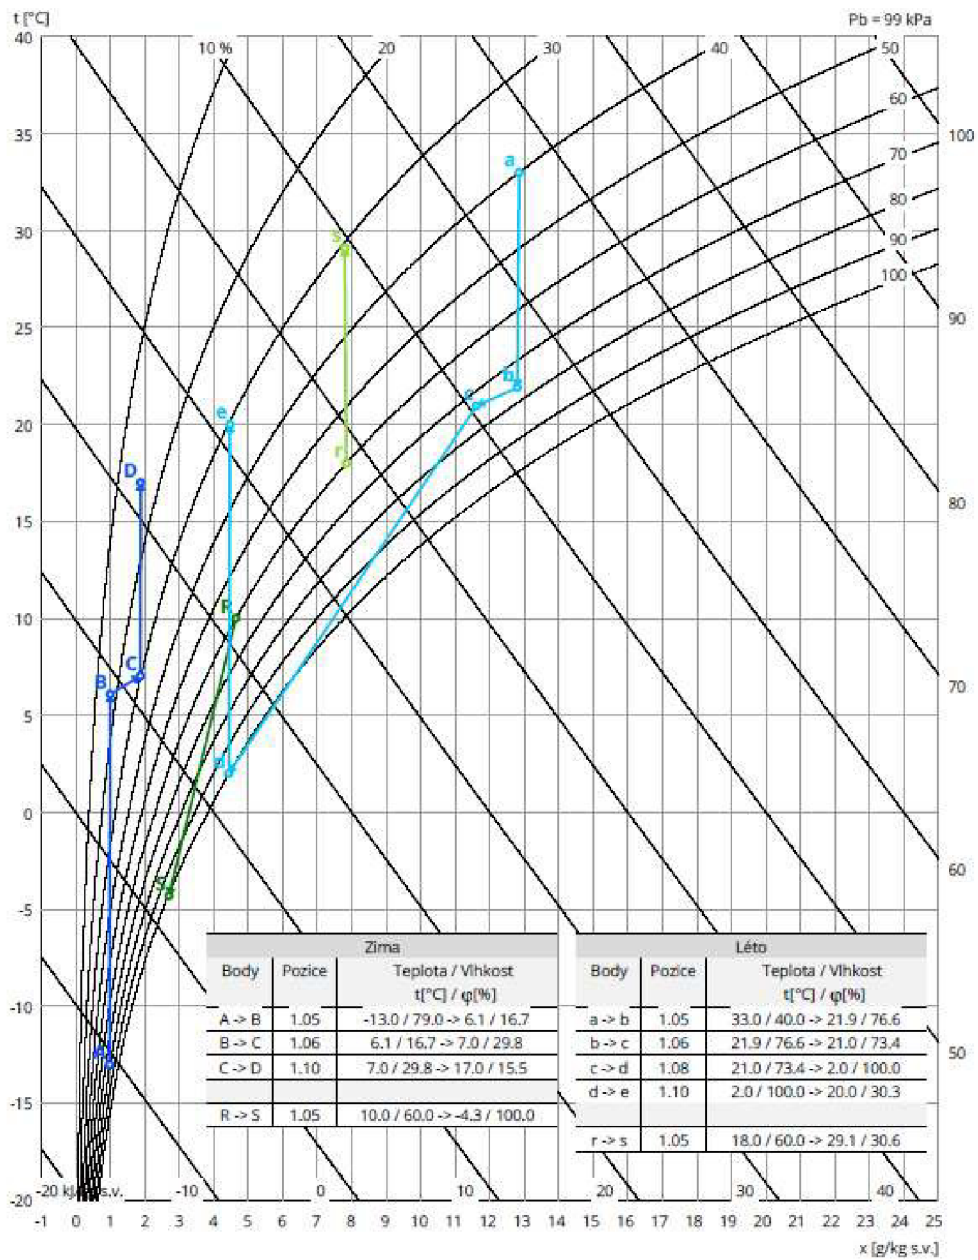 t [°C]
Pb = 99 kPa
40
10 %
20
30
40
50
60
35
100
70
a
80
30
s
90
100
90
25
b
c
e
20
D
r
80
15
R
10
C
B
70
5
d
0
60
S
-5
Zima
Body Pozice Teplota / Vlhkost
t[°C] / φ[%]
A -> B 1.05 -13.0 / 79.0 -> 6.1 / 16.7
B -> C 1.06 6.1 / 16.7 -> 7.0 / 29.8
C -> D 1.10 7.0 / 29.8 -> 17.0 / 15.5
R -> S 1.05 10.0 / 60.0 -> -4.3 / 100.0
Léto
Body Pozice Teplota / Vlhkost
t[°C] / φ[%]
a -> b 1.05 33.0 / 40.0 -> 21.9 / 76.6
b -> c 1.06 21.9 / 76.6 -> 21.0 / 73.4
c -> d 1.08 21.0 / 73.4 -> 2.0 / 100.0
d -> e 1.10 2.0 / 100.0 -> 20.0 / 30.3
r -> s 1.05 18.0 / 60.0 -> 29.1 / 30.6
-10
A
50
-15
-20 s.v. -10 0 10 20 30 40
-20
-1 0 1 2 3 4 5 6 7 8 9 10 11 12 13 14 15 16 17 18 19 20 21 22 23 24 25
x [g/kg s.v.]